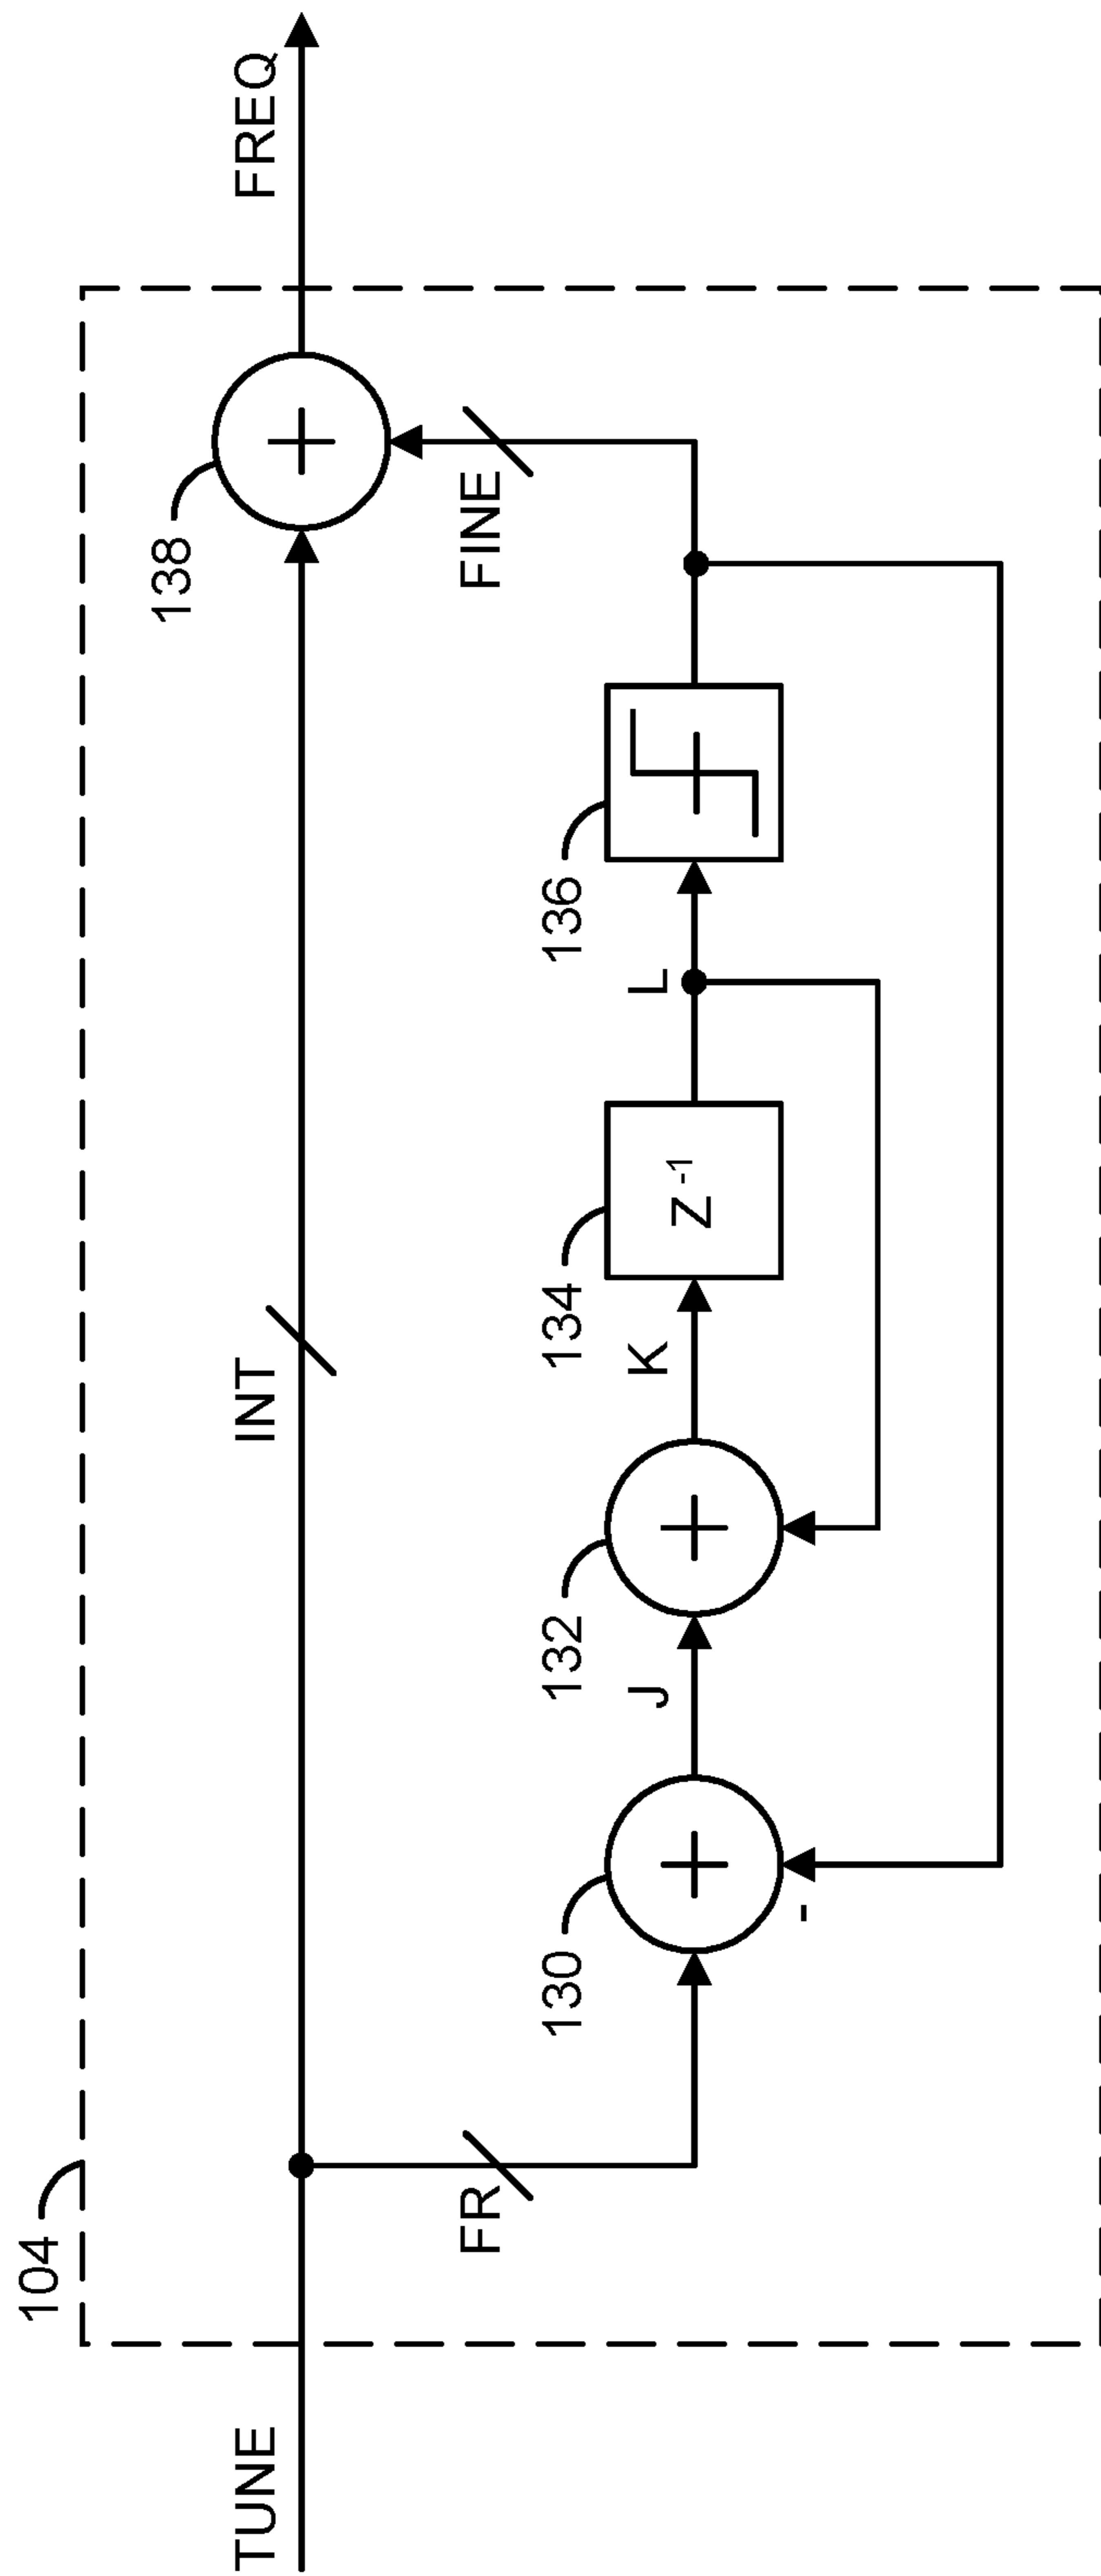 104
TUNE
FR
INT
130
J
132
K
134
Z-1
L
136
FINE
138
FREQ
-
+
+
+
+